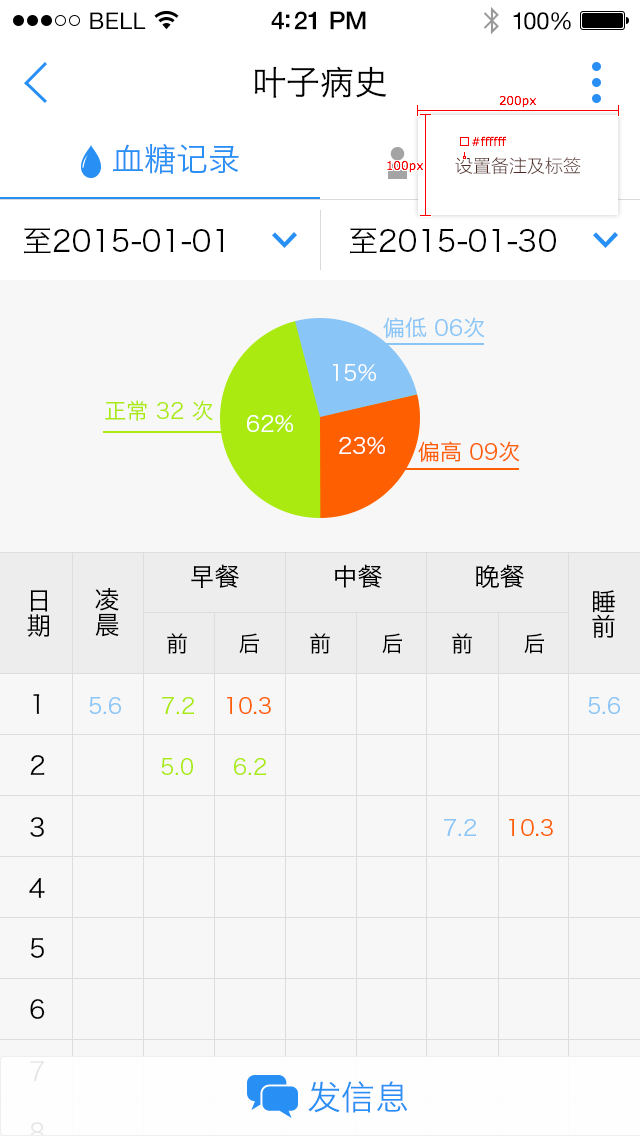 BELL 4:21 PM 100%
叶子病史
200px
血糖记录
100px
#ffffff
设置备注及标签
至2015-01-01 至2015-01-30
偏低 06次
15%
正常 32 次
62%
23%
偏高 09次
日期 凌晨 早餐 中餐 晚餐 睡前
前 后 前 后 前 后
1 5.6 7.2 10.3 5.6
2 5.0 6.2
3 7.2 10.3
4
5
6
7
发信息
8